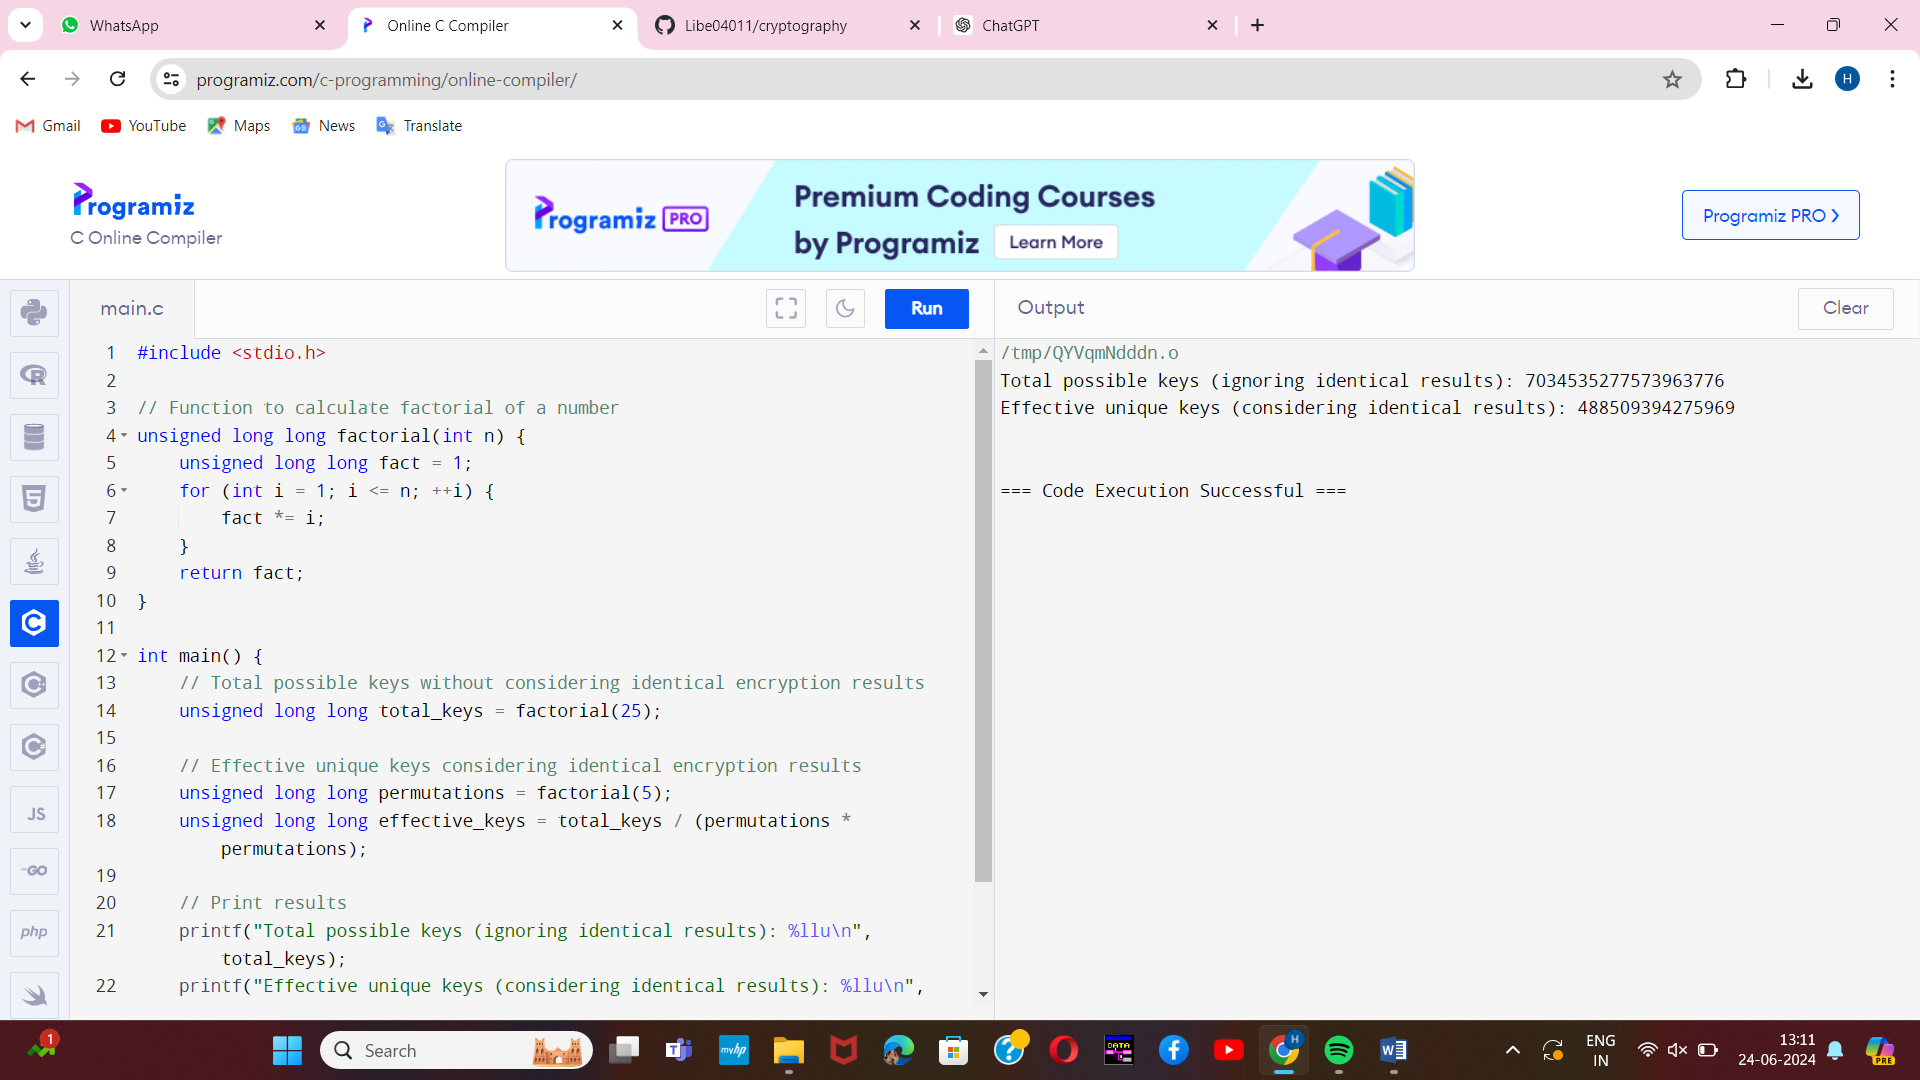 WhatsApp
Online C Compiler
Libe04011/cryptography
ChatGPT
programiz.com/c-programming/online-compiler/
H
Gmail
YouTube
Maps
News
Translate
Programiz
C Online Compiler
Programiz PRO
Premium Coding Courses
by Programiz
Learn More
Programiz PRO ❯
main.c
Run
Output
Clear
1 #include <stdio.h>
2
3 // Function to calculate factorial of a number
4 unsigned long long factorial(int n) {
5 unsigned long long fact = 1;
6 for (int i = 1; i <= n; ++i) {
7 fact *= i;
8 }
9 return fact;
10 }
11
12 int main() {
13 // Total possible keys without considering identical encryption results
14 unsigned long long total_keys = factorial(25);
15
16 // Effective unique keys considering identical encryption results
17 unsigned long long permutations = factorial(5);
18 unsigned long long effective_keys = total_keys / (permutations *
permutations);
19
20 // Print results
21 printf("Total possible keys (ignoring identical results): %llu\n",
total_keys);
22 printf("Effective unique keys (considering identical results): %llu\n",
/tmp/QYVqmNdddn.o
Total possible keys (ignoring identical results): 7034535277573963776
Effective unique keys (considering identical results): 488509394275969
=== Code Execution Successful ===
R
5
C
JS
GO
php
1
Search
myhp
DATA
H
W
ENG
IN
13:11
24-06-2024
PRE